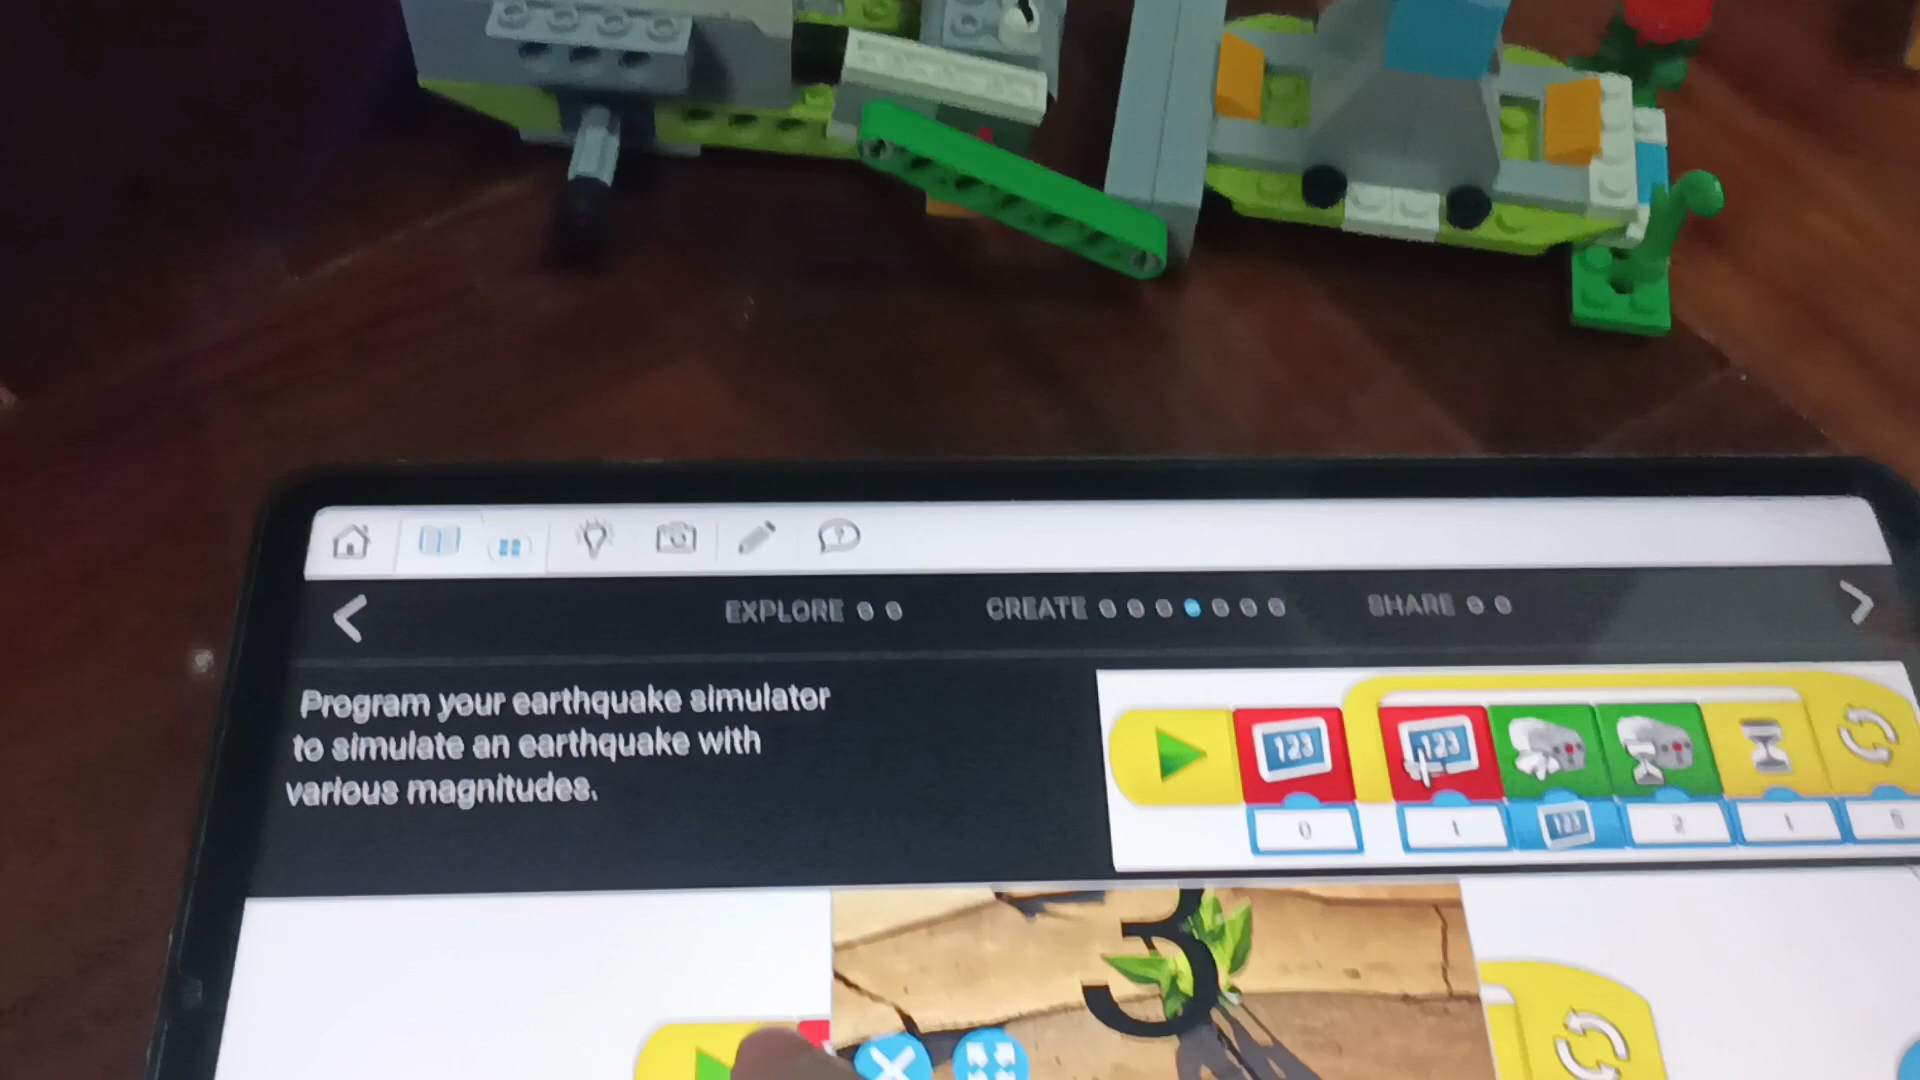 EXPLORE CREATE SHARE
Program your earthquake simulator
to simulate an earthquake with
various magnitudes.
123 123
0 1 123 2 1
3